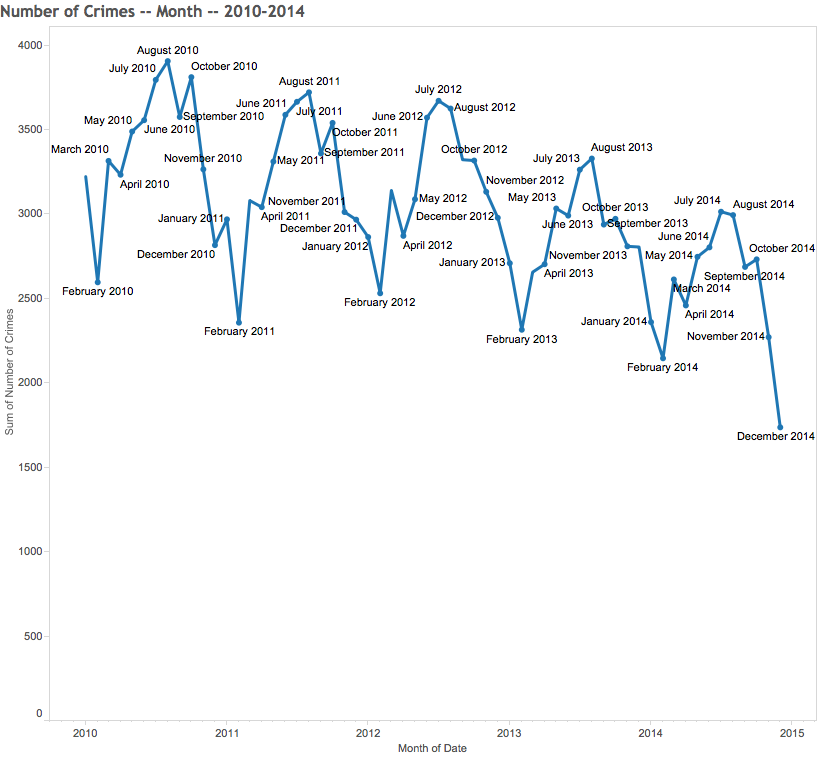 Number of Crimes -- Month -- 2010-2014
4000
3500
3000
2500
2000
1500
1000
500
0
Sum of Number of Crimes
August 2010
July 2010
October 2010
May 2010
September 2010
June 2010
March 2010
November 2010
April 2010
January 2011
December 2010
February 2010
August 2011
June 2011
July 2011
October 2011
September 2011
May 2011
November 2011
April 2011
December 2011
January 2012
February 2011
July 2012
August 2012
June 2012
October 2012
November 2012
May 2012
December 2012
April 2012
January 2013
February 2012
August 2013
July 2013
May 2013
October 2013
June 2013
September 2013
November 2013
April 2013
January 2014
February 2013
July 2014
August 2014
June 2014
October 2014
May 2014
September 2014
March 2014
April 2014
November 2014
February 2014
December 2014
2010
2011
2012
2013
2014
2015
Month of Date